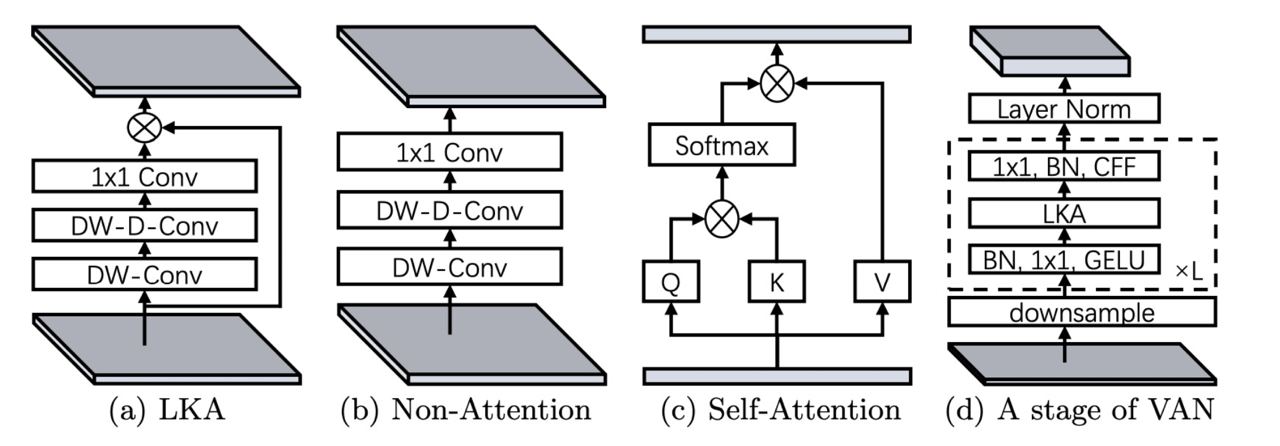 1x1 Conv
DW-D-Conv
DW-Conv
(a) LKA
1x1 Conv
DW-D-Conv
DW-Conv
(b) Non-Attention
Softmax
Q K V
(c) Self-Attention
Layer Norm
1x1, BN, CFF
LKA
BN, 1x1, GELU
×L
downsample
(d) A stage of VAN